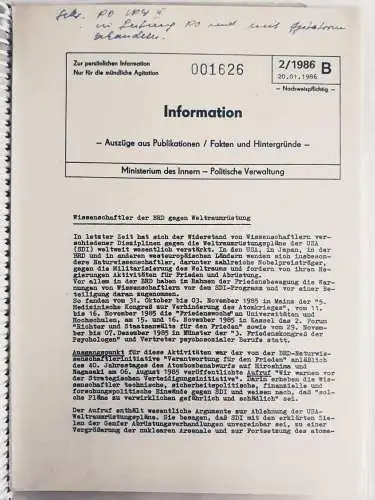 Sekr. PO
in Leitung PO und mit Agitatoren
behandeln.
Zur persönlichen Information
Nur für die mündliche Agitation
001626
2/1986 B
20.01.1986
– Nachweispflichtig –
Information
– Auszüge aus Publikationen / Fakten und Hintergründe –
Ministerium des Innern – Politische Verwaltung
Wissenschaftler der BRD gegen Weltraumrüstung
In letzter Zeit hat sich der Widerstand von Wissenschaftlern ver-
schiedener Disziplinen gegen die Weltraumrüstungspläne der USA
(SDI) weltweit wesentlich verstärkt. In den USA, in Japan, in der
BRD und in anderen westeuropäischen Ländern wenden sich insbeson-
dere Naturwissenschaftler, darunter zahlreiche Nobelpreisträger,
gegen die Militarisierung des Weltraums und fordern von ihren Re-
gierungen Aktivitäten für Frieden und Abrüstung.
Vor allem in der BRD haben im Rahmen der Friedensbewegung die War-
nungen von Wissenschaftlern vor dem SDI-Programm und vor einer Be-
teiligung daran zugenommen.
So fanden vom 31. Oktober bis 03. November 1985 in Mainz der "5.
Medizinische Kongreß zur Verhinderung des Atomkrieges", vom 11.
bis 16. November 1985 die "Friedenswoche" an Universitäten und
Hochschulen, am 15. und 16. November 1985 in Kassel das 2. Forum
"Richter und Staatsanwälte für den Frieden" sowie vom 29. Novem-
ber bis 07. Dezember 1985 in Münster der "3. Friedenskongreß der
Psychologen" und Vertreter psychosozialer Berufe statt.
Ausgangspunkt für diese Aktivitäten war der von der BRD-Naturwis-
senschaftlerinitiative "Verantwortung für den Frieden" anläßlich
des 40. Jahrestages des Atombombenabwurfs auf Hiroshima und
Nagasaki am 06. August 1985 veröffentlichte Aufruf "Wir warnen vor
der Strategischen Verteidigungsinitiative". Darin erheben die Wis-
senschaftler technische, sicherheitspolitische, finanzielle und
forschungspolitische Einwände gegen SDI und warnen nach, daß "sol-
che Pläne zu verwirklichen gefährlich und schädlich" sei.
Der Aufruf enthält wesentliche Argumente zur Ablehnung der USA-
Weltraumrüstungspläne. Sie besagen, daß SDI mit den erklärten Zie-
len der Genfer Abrüstungsverhandlungen unvereinbar sei, zu einer
Vergrößerung der nuklearen Arsenale und zur Fortsetzung des atoma-